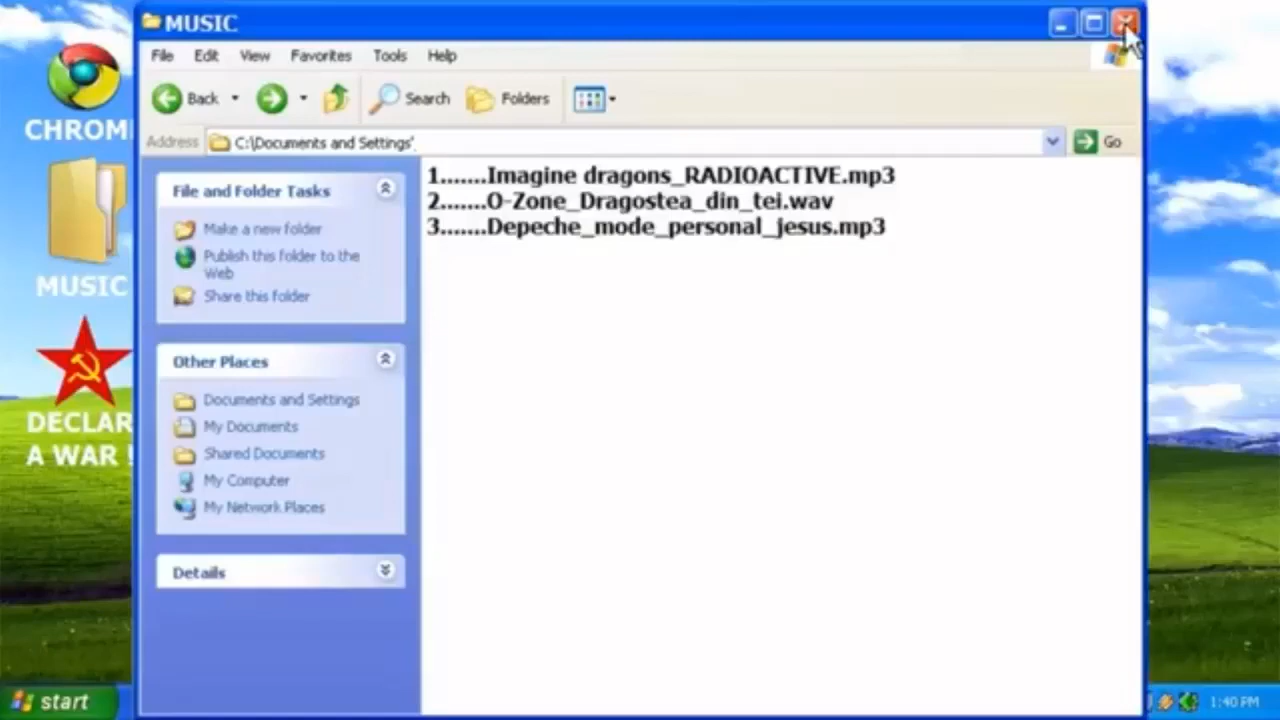 MUSIC
File Edit View Favorites Tools Help
Back Search Folders
Address C:\Documents and Settings' Go
File and Folder Tasks
Make a new folder
Publish this folder to the
Web
Share this folder
Other Places
Documents and Settings
My Documents
Shared Documents
My Computer
My Network Places
Details
1.......Imagine dragons_RADIOACTIVE.mp3
2.......O-Zone_Dragostea_din_tei.wav
3.......Depeche_mode_personal_jesus.mp3
CHROM
MUSIC
DECLAR
A WAR !
start
1:40 PM